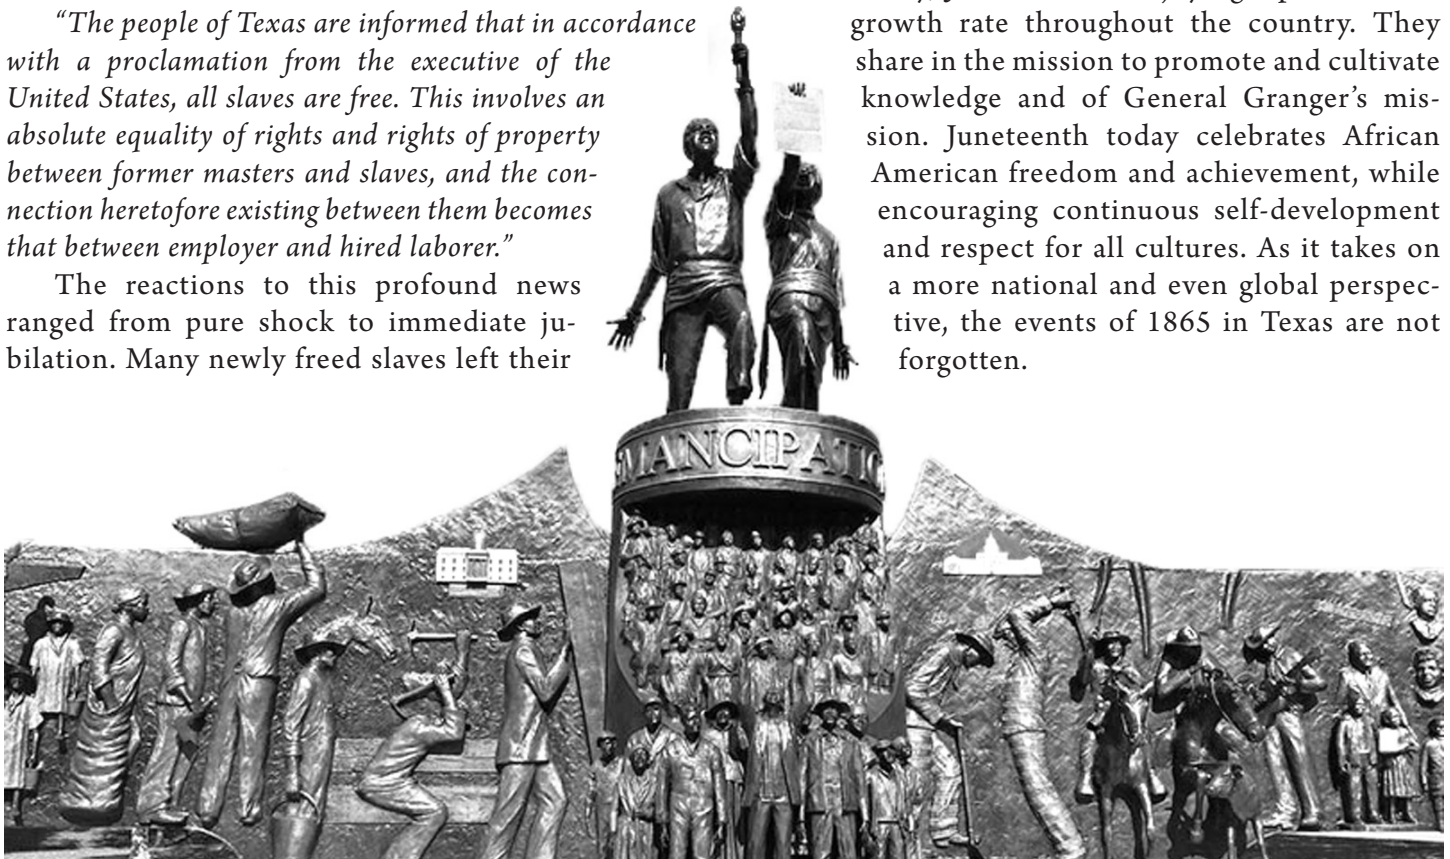 “The people of Texas are informed that in accordance
with a proclamation from the executive of the
United States, all slaves are free. This involves an
absolute equality of rights and rights of property
between former masters and slaves, and the con-
nection heretofore existing between them becomes
that between employer and hired laborer.”
The reactions to this profound news
ranged from pure shock to immediate ju-
bilation. Many newly freed slaves left their
growth rate throughout the country. They
share in the mission to promote and cultivate
knowledge and of General Granger’s mis-
sion. Juneteenth today celebrates African
American freedom and achievement, while
encouraging continuous self-development
and respect for all cultures. As it takes on
a more national and even global perspec-
tive, the events of 1865 in Texas are not
forgotten.
EMANCIPATIO